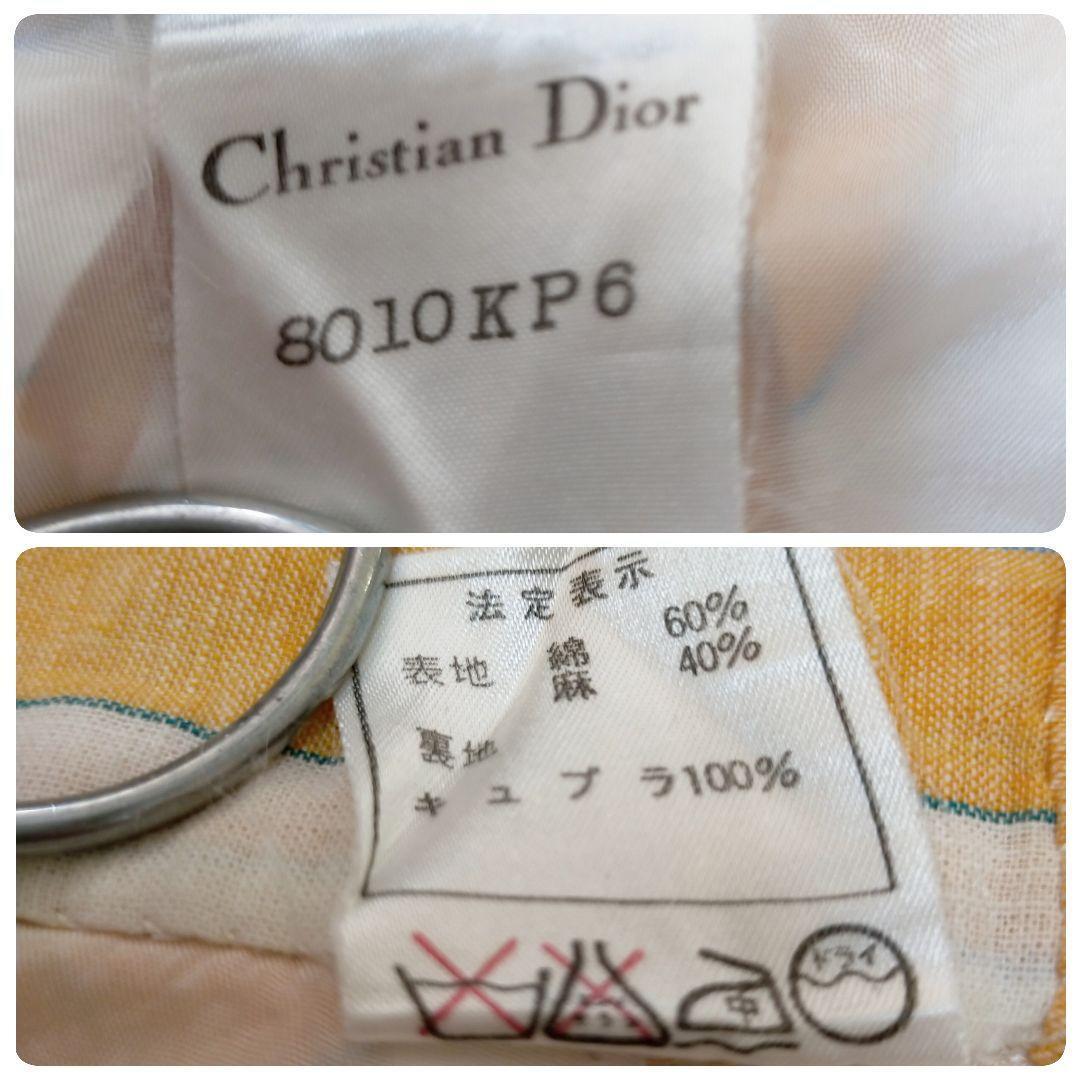 Christian Dior
8010KP6
法定表示
表地 綿 60%
麻 40%
裏地
キュプラ100%
中 ドライ